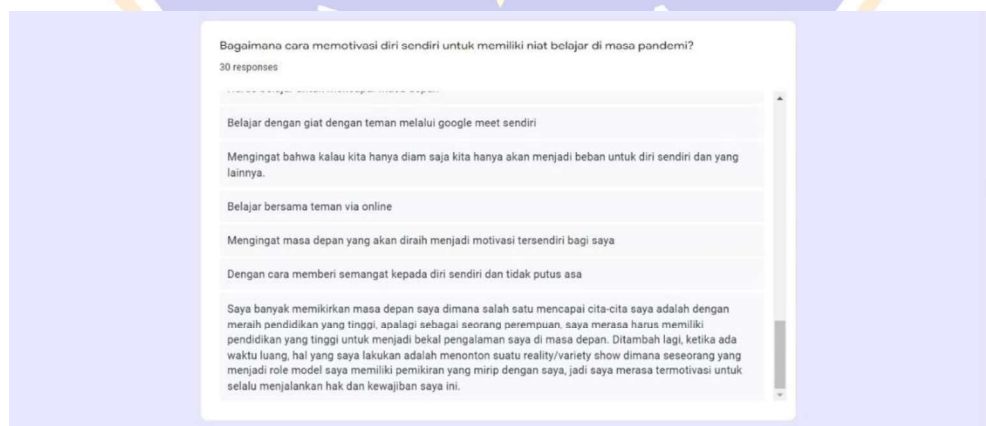 Bagaimana cara memotivasi diri sendiri untuk memiliki niat belajar di masa pandemi?
30 responses
Belajar dengan giat dengan teman melalui google meet sendiri
Mengingat bahwa kalau kita hanya diam saja kita hanya akan menjadi beban untuk diri sendiri dan yang
lainnya.
Belajar bersama teman via online
Mengingat masa depan yang akan diraih menjadi motivasi tersendiri bagi saya
Dengan cara memberi semangat kepada diri sendiri dan tidak putus asa
Saya banyak memikirkan masa depan saya dimana salah satu mencapai cita-cita saya adalah dengan
meraih pendidikan yang tinggi, apalagi sebagai seorang perempuan, saya merasa harus memiliki
pendidikan yang tinggi untuk menjadi bekal pengalaman saya di masa depan. Ditambah lagi, ketika ada
waktu luang, hal yang saya lakukan adalah menonton suatu reality/variety show dimana seseorang yang
menjadi role model saya memiliki pemikiran yang mirip dengan saya, jadi saya merasa termotivasi untuk
selalu menjalankan hak dan kewajiban saya ini.